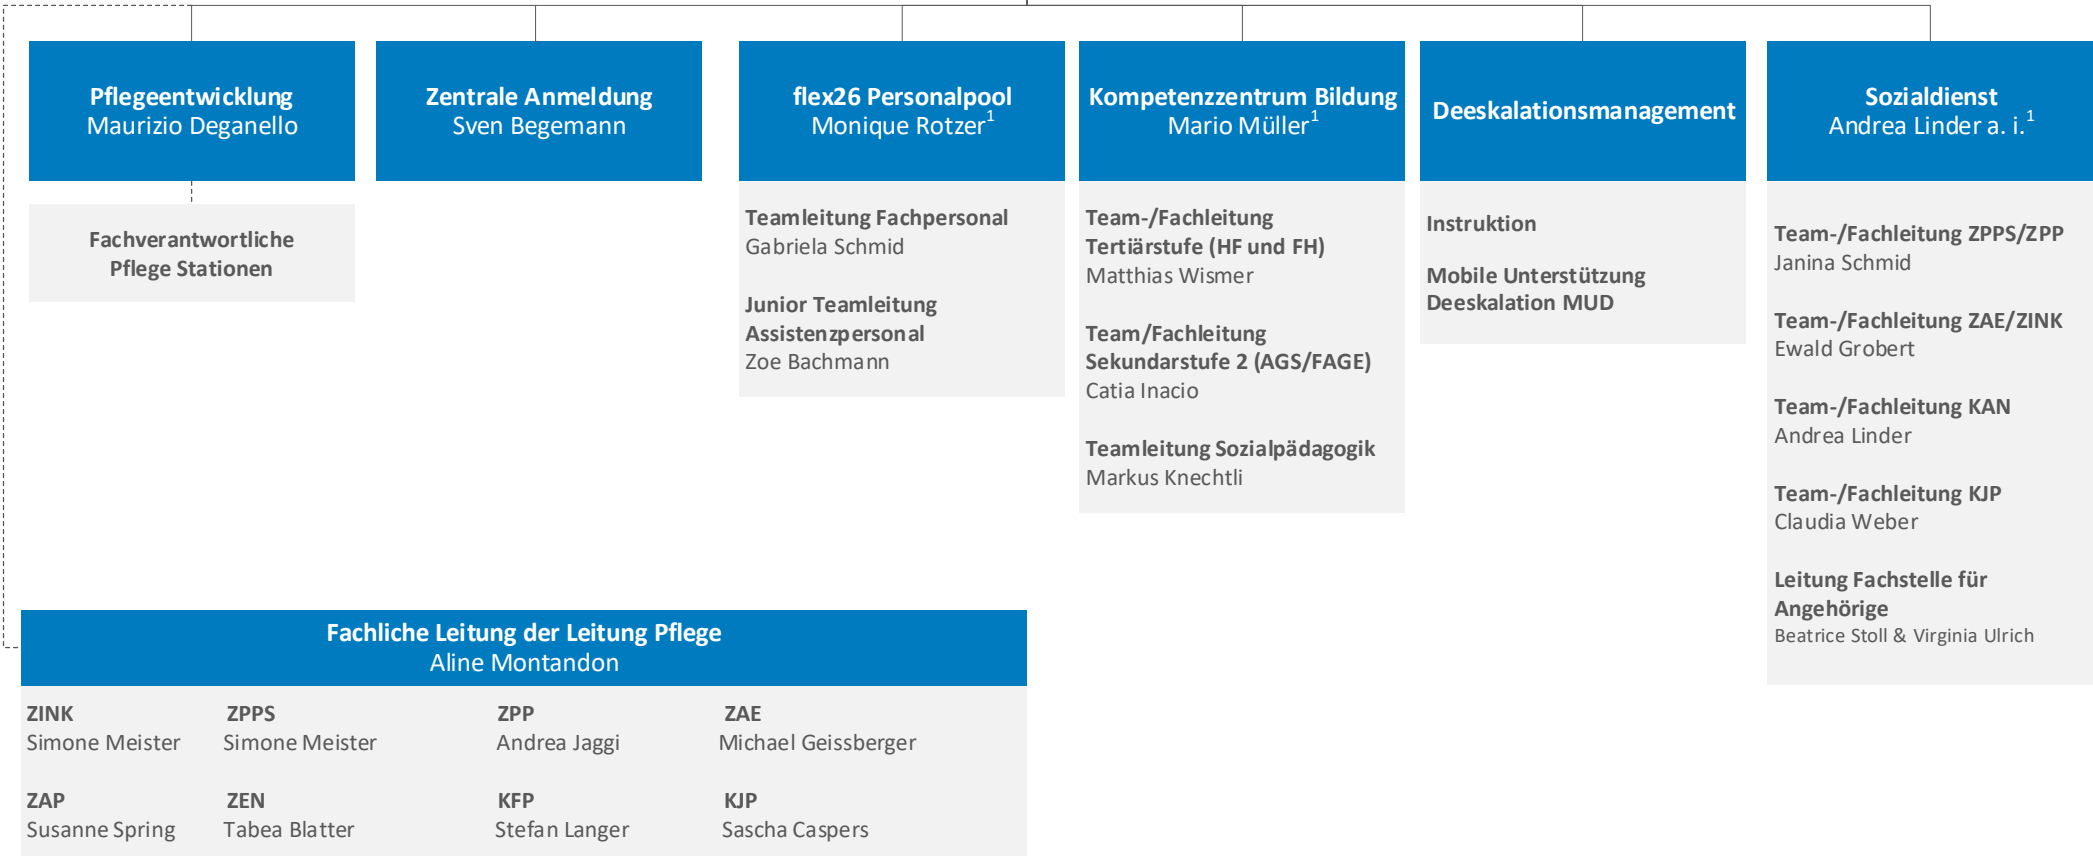 Pflegeentwicklung
Maurizio Deganello
Fachverantwortliche
Pflege Stationen
Zentrale Anmeldung
Sven Begemann
flex26 Personalpool
Monique Rotzer¹
Teamleitung Fachpersonal
Gabriela Schmid
Junior Teamleitung
Assistenzpersonal
Zoe Bachmann
Kompetenzzentrum Bildung
Mario Müller¹
Team-/Fachleitung
Tertiärstufe (HF und FH)
Matthias Wismer
Team/Fachleitung
Sekundarstufe 2 (AGS/FAGE)
Catia Inacio
Teamleitung Sozialpädagogik
Markus Knechtli
Deeskalationsmanagement
Instruktion
Mobile Unterstützung
Deeskalation MUD
Sozialdienst
Andrea Linder a. i.¹
Team-/Fachleitung ZPPS/ZPP
Janina Schmid
Team-/Fachleitung ZAE/ZINK
Ewald Grobert
Team-/Fachleitung KAN
Andrea Linder
Team-/Fachleitung KJP
Claudia Weber
Leitung Fachstelle für
Angehörige
Beatrice Stoll & Virginia Ulrich
Fachliche Leitung der Leitung Pflege
Aline Montandon
ZINK ZPPS ZPP ZAE
Simone Meister Simone Meister Andrea Jaggi Michael Geissberger
ZAP ZEN KFP KJP
Susanne Spring Tabea Blatter Stefan Langer Sascha Caspers